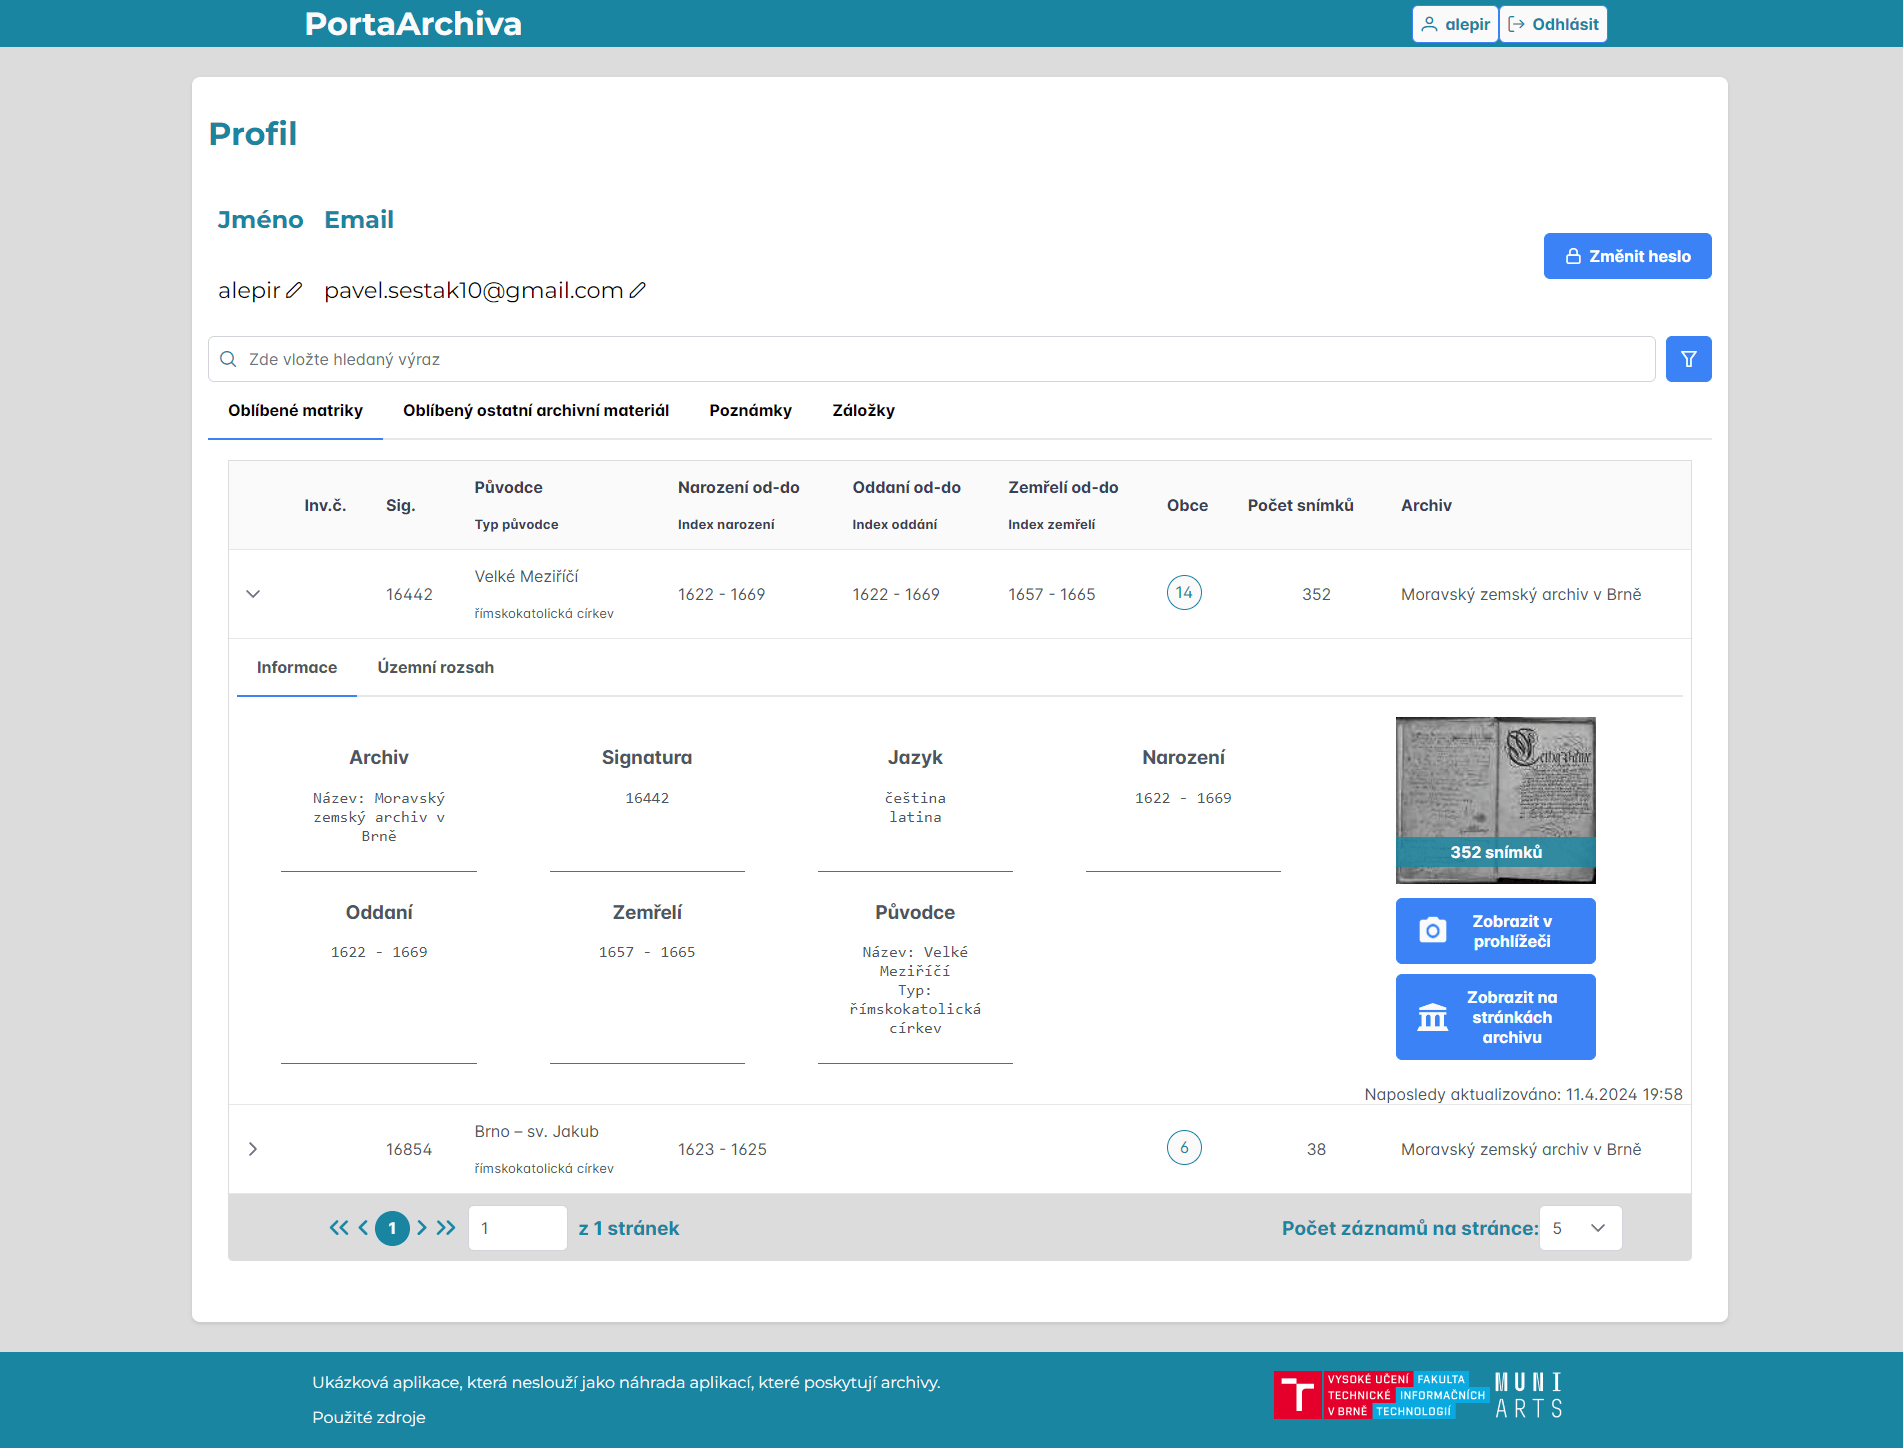 PortaArchiva
alepir
Odhlásit
Profil
Jméno Email
Změnit heslo
alepir pavel.sestak10@gmail.com
Zde vložte hledaný výraz
Oblíbené matriky Oblíbený ostatní archivní materiál Poznámky Záložky
Inv.č. Sig. Původce Narození od-do Oddaní od-do Zemřelí od-do Obce Počet snímků Archiv
Typ původce Index narození Index oddání Index zemřelí
Velké Meziříčí
16442 1622 - 1669 1622 - 1669 1657 - 1665 14 352 Moravský zemský archiv v Brně
římskokatolická církev
Informace Územní rozsah
Archiv Signatura Jazyk Narození
Název: Moravský 16442 čeština 1622 - 1669
zemský archiv v latina
Brně
352 snímků
Oddaní Zemřelí Původce
1622 - 1669 1657 - 1665 Název: Velké
Meziříčí
Typ:
římskokatolická
církev
Zobrazit v
prohlížeči
Zobrazit na
stránkách
archivu
Naposledy aktualizováno: 11.4.2024 19:58
Brno – sv. Jakub
16854 1623 - 1625 6 38 Moravský zemský archiv v Brně
římskokatolická církev
1 1 z 1 stránek Počet záznamů na stránce: 5
Ukázková aplikace, která neslouží jako náhrada aplikací, které poskytují archivy.
Použité zdroje
VYSOKÉ UČENÍ FAKULTA
TECHNICKÉ INFORMAČNÍCH
V BRNĚ TECHNOLOGIÍ
MUNI
ARTS